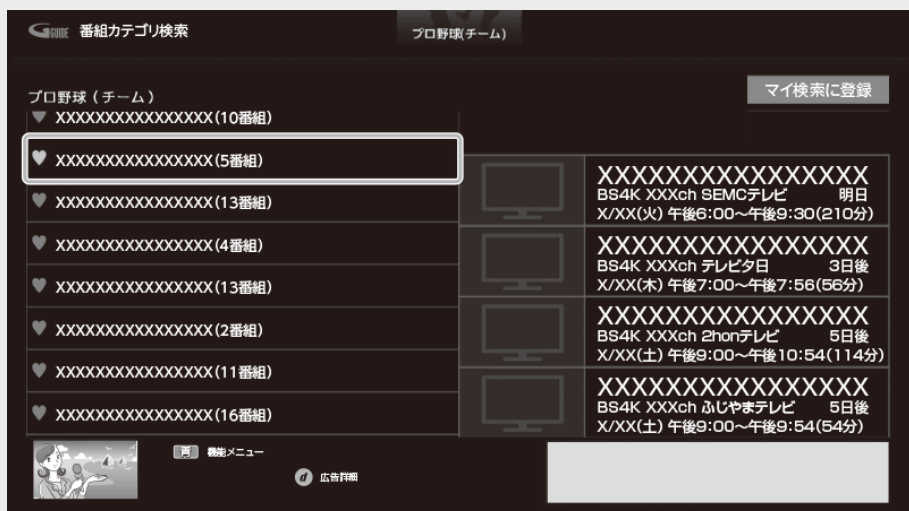 GGUIDE 番組カテゴリ検索
プロ野球(チーム)
マイ検索に登録
プロ野球(チーム)
XXXXXXXXXXXXXXXXX(10番組)
XXXXXXXXXXXXXXXXX(5番組)
XXXXXXXXXXXXXXXXX(13番組)
XXXXXXXXXXXXXXXXX(4番組)
XXXXXXXXXXXXXXXXX(13番組)
XXXXXXXXXXXXXXXXX(2番組)
XXXXXXXXXXXXXXXXX(11番組)
XXXXXXXXXXXXXXXXX(16番組)
XXXXXXXXXXXXXXXX
BS4K XXXch SEMCテレビ 明日
X/XX(火) 午後6:00~午後9:30(210分)
XXXXXXXXXXXXXXXX
BS4K XXXch テレビタ日 3日後
X/XX(木) 午後7:00~午後7:56(56分)
XXXXXXXXXXXXXXXX
BS4K XXXch 2honテレビ 5日後
X/XX(土) 午後9:00~午後10:54(114分)
XXXXXXXXXXXXXXXX
BS4K XXXch ふじやまテレビ 5日後
X/XX(土) 午後9:00~午後9:54(54分)
青 機能メニュー
d 広告詳細